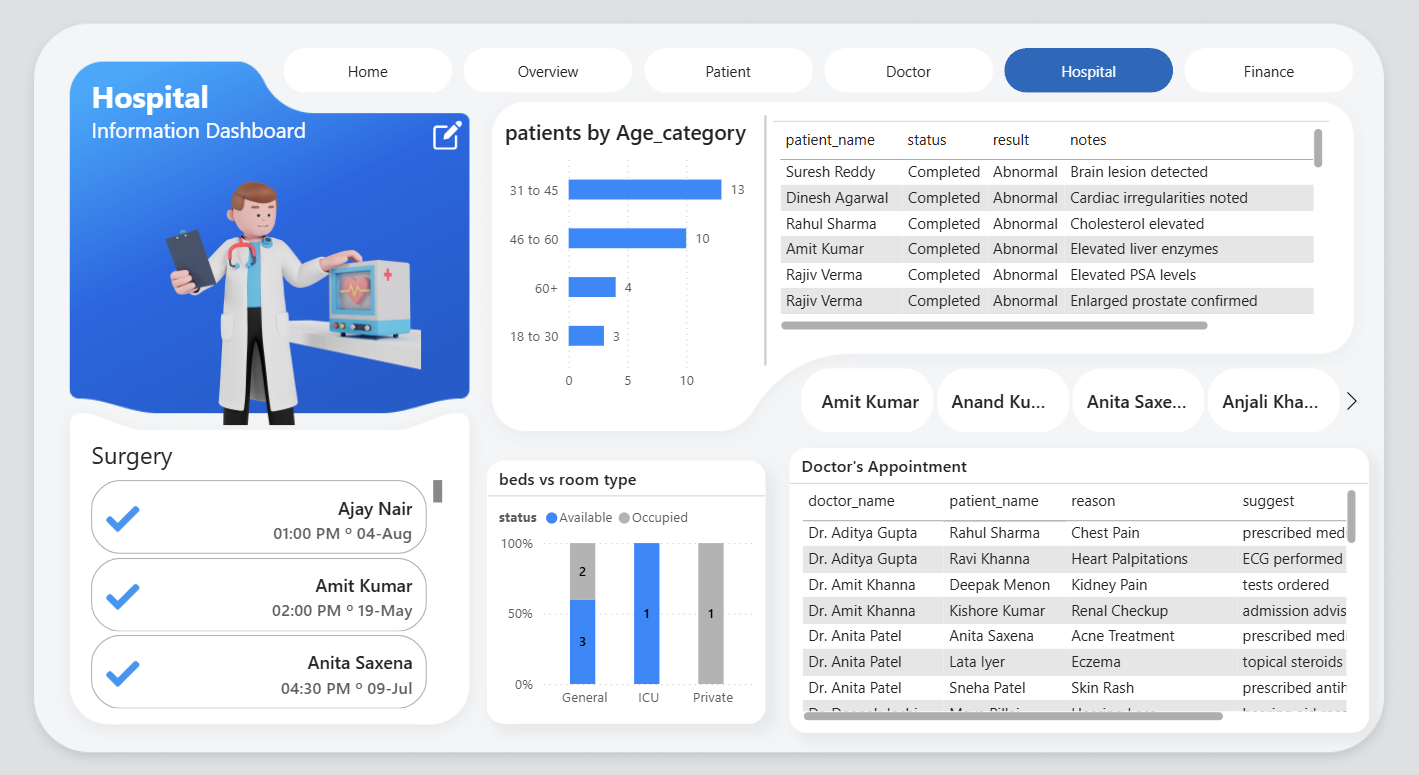 Home
Overview
Patient
Doctor
Hospital
Finance
Hospital
Information Dashboard
patients by Age_category
31 to 45
13
46 to 60
10
60+
4
18 to 30
3
0
5
10
patient_name status result notes
Suresh Reddy Completed Abnormal Brain lesion detected
Dinesh Agarwal Completed Abnormal Cardiac irregularities noted
Rahul Sharma Completed Abnormal Cholesterol elevated
Amit Kumar Completed Abnormal Elevated liver enzymes
Rajiv Verma Completed Abnormal Elevated PSA levels
Rajiv Verma Completed Abnormal Enlarged prostate confirmed
Amit Kumar
Anand Ku...
Anita Saxe...
Anjali Kha...
Surgery
Ajay Nair
01:00 PM º 04-Aug
Amit Kumar
02:00 PM º 19-May
Anita Saxena
04:30 PM º 09-Jul
beds vs room type
status Available Occupied
100%
50%
0%
2
3
1
1
General
ICU
Private
Doctor's Appointment
doctor_name patient_name reason suggest
Dr. Aditya Gupta Rahul Sharma Chest Pain prescribed med
Dr. Aditya Gupta Ravi Khanna Heart Palpitations ECG performed
Dr. Amit Khanna Deepak Menon Kidney Pain tests ordered
Dr. Amit Khanna Kishore Kumar Renal Checkup admission advis
Dr. Anita Patel Anita Saxena Acne Treatment prescribed medi
Dr. Anita Patel Lata Iyer Eczema topical steroids
Dr. Anita Patel Sneha Patel Skin Rash prescribed antih